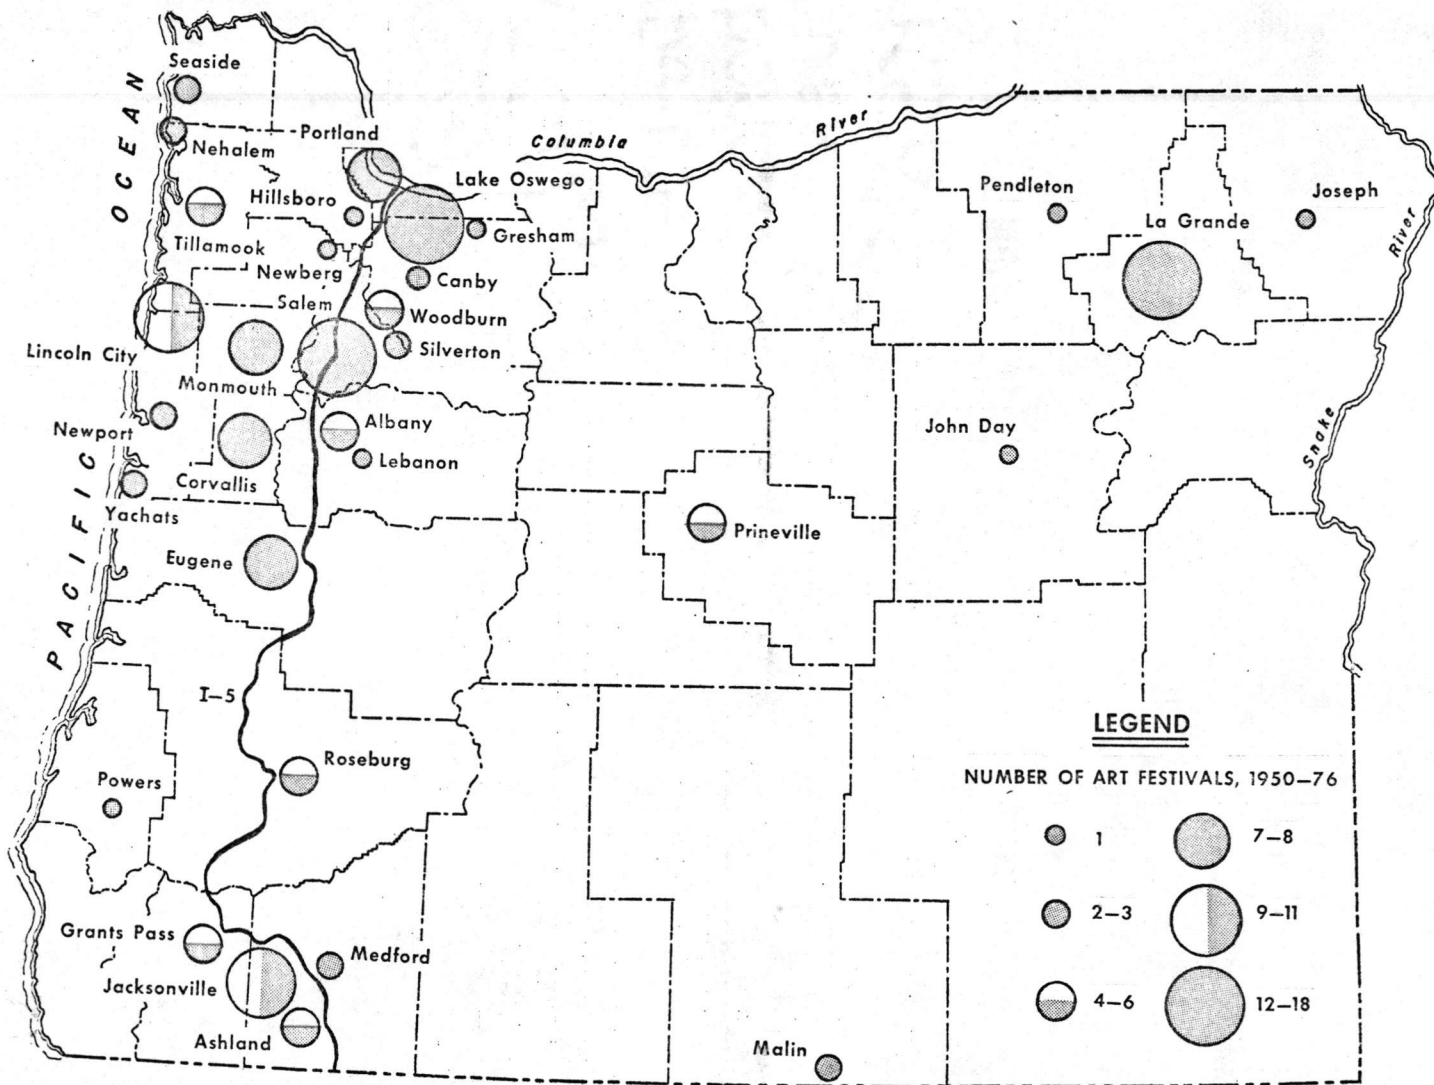 Seaside
OCEAN
Nehalem
Portland
Columbia River
Lake Oswego
Hillsboro
Gresham
Tillamook
Newberg
Canby
Salem
Woodburn
Silverton
Lincoln City
Monmouth
Newport
Albany
Lebanon
Corvallis
PACIFIC
Yachats
Eugene
Pendleton
La Grande
Joseph
River
Snake
John Day
Prineville
I—5
Roseburg
Powers
Grants Pass
Medford
Jacksonville
Ashland
Malin
LEGEND
NUMBER OF ART FESTIVALS, 1950—76
1
7—8
2—3
9—11
4—6
12—18